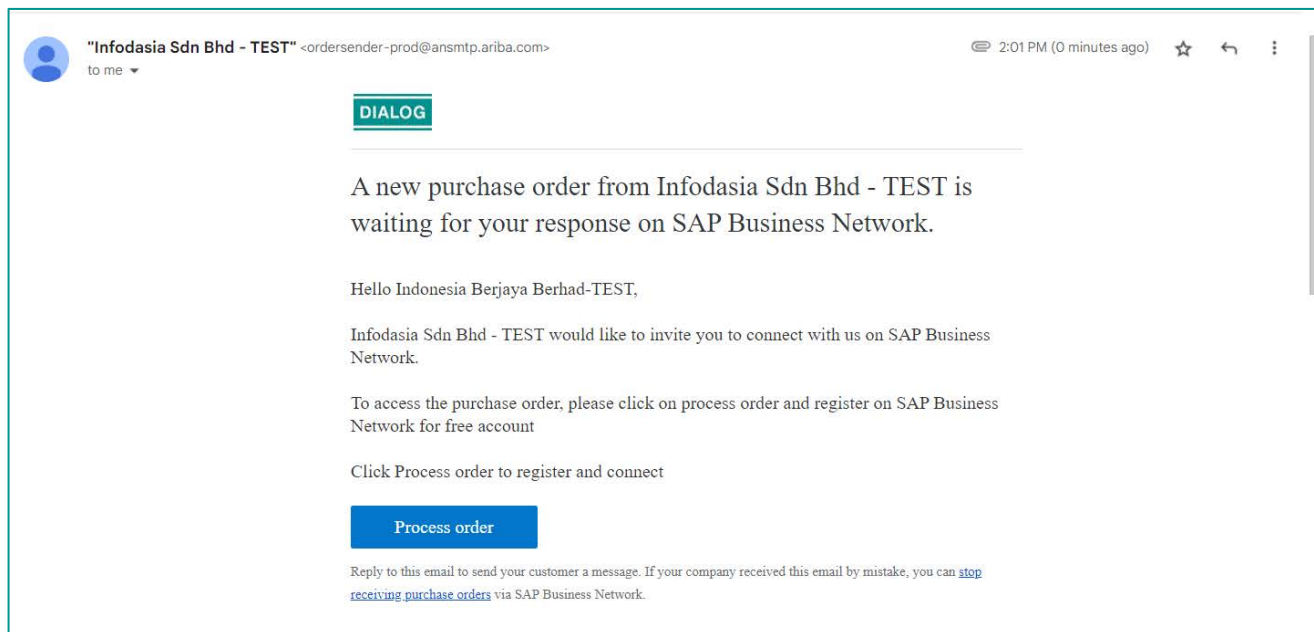 "Infodasia Sdn Bhd - TEST" <ordersender-prod@ansmtp.ariba.com>
2:01 PM (0 minutes ago)
to me
DIALOG
A new purchase order from Infodasia Sdn Bhd - TEST is
waiting for your response on SAP Business Network.
Hello Indonesia Berjaya Berhad-TEST,
Infodasia Sdn Bhd - TEST would like to invite you to connect with us on SAP Business
Network.
To access the purchase order, please click on process order and register on SAP Business
Network for free account
Click Process order to register and connect
Process order
Reply to this email to send your customer a message. If your company received this email by mistake, you can stop
receiving purchase orders via SAP Business Network.